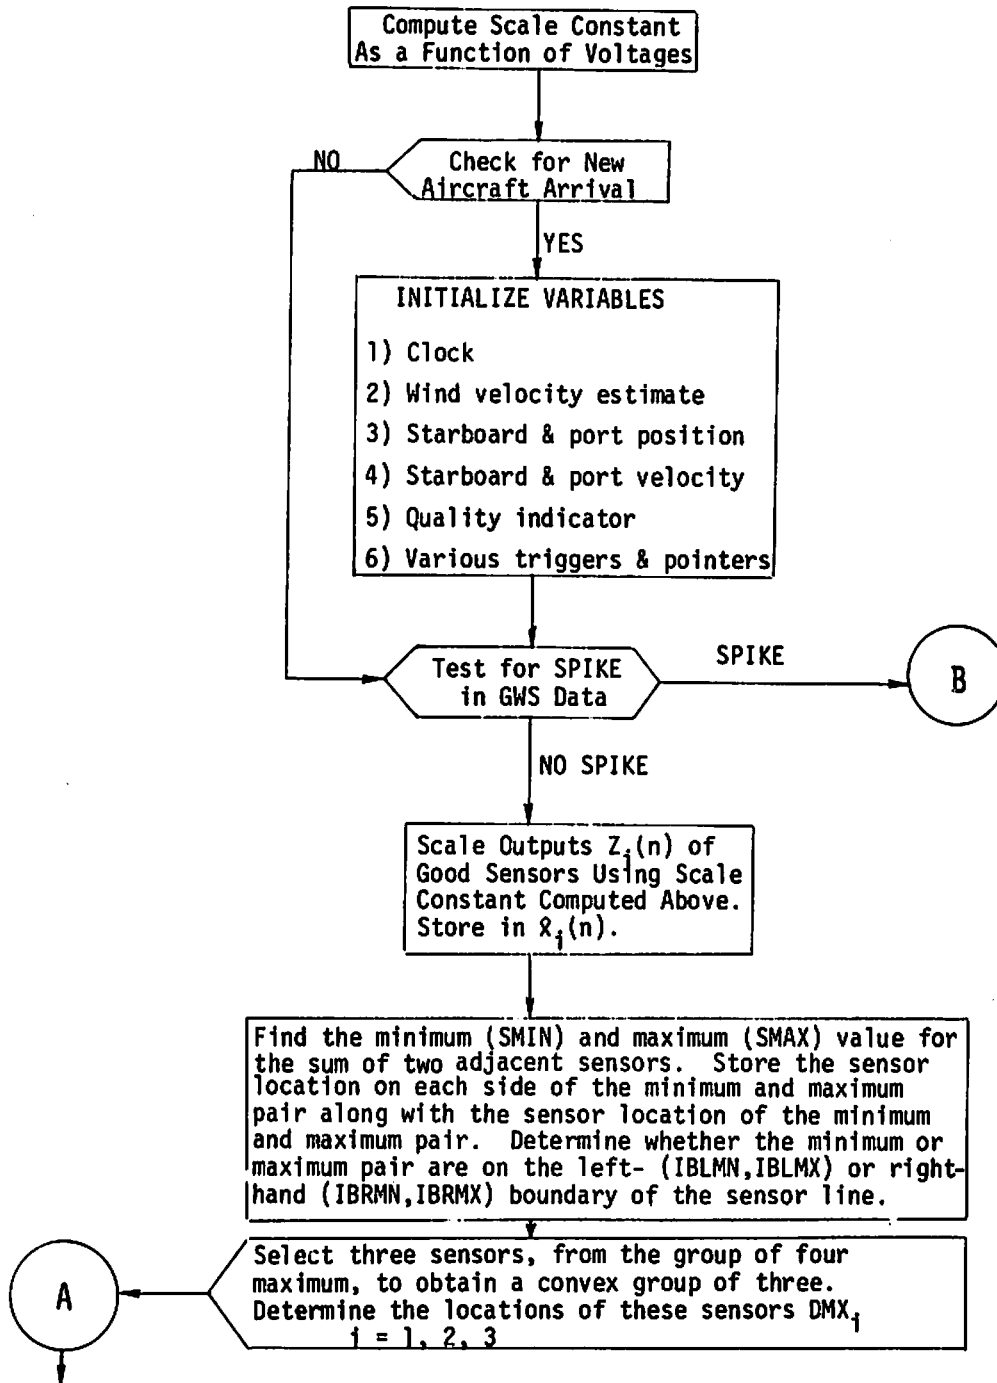 Compute Scale Constant
As a Function of Voltages
NO
Check for New
Aircraft Arrival
YES
INITIALIZE VARIABLES
1) Clock
2) Wind velocity estimate
3) Starboard & port position
4) Starboard & port velocity
5) Quality indicator
6) Various triggers & pointers
Test for SPIKE
in GWS Data
SPIKE
B
NO SPIKE
Scale Outputs Zᵢ(n) of
Good Sensors Using Scale
Constant Computed Above.
Store in x̂ᵢ(n).
Find the minimum (SMIN) and maximum (SMAX) value for
the sum of two adjacent sensors. Store the sensor
location on each side of the minimum and maximum
pair along with the sensor location of the minimum
and maximum pair. Determine whether the minimum or
maximum pair are on the left- (IBLMN,IBLMX) or right-
hand (IBRMN,IBRMX) boundary of the sensor line.
A
Select three sensors, from the group of four
maximum, to obtain a convex group of three.
Determine the locations of these sensors DMXᵢ
i = 1, 2, 3